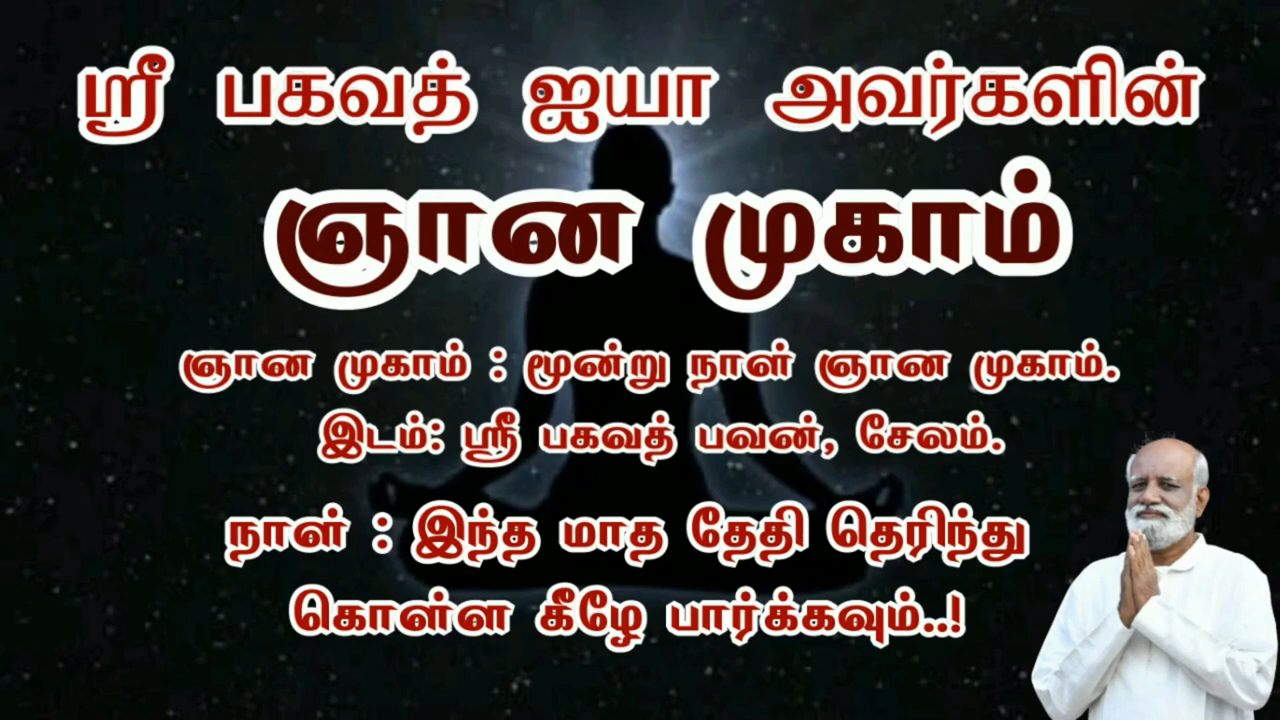 ஸ்ரீ பகவத் ஐயா அவர்களின்
ஞான முகாம்
ஞான முகாம் : மூன்று நாள் ஞான முகாம்.
இடம்: ஸ்ரீ பகவத் பவன், சேலம்.
நாள் : இந்த மாத தேதி தெரிந்து
கொள்ள கீழே பார்க்கவும்..!